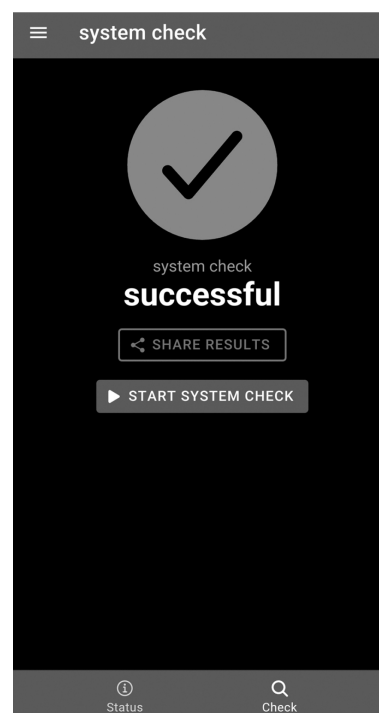 system check
system check
successful
SHARE RESULTS
START SYSTEM CHECK
Status
Check